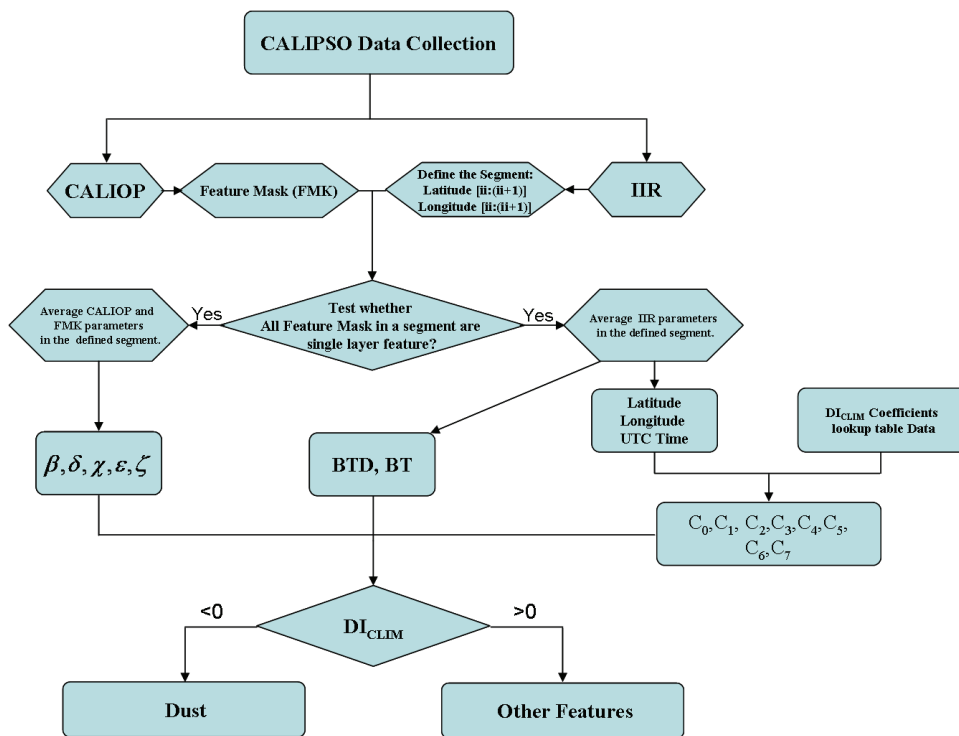 CALIPSO Data Collection
CALIOP
Feature Mask (FMK)
Define the Segment:
Latitude [ii:(ii+1)]
Longitude [ii:(ii+1)]
IIR
Average CALIOP and
FMK parameters
in the defined segment.
Yes
Test whether
All Feature Mask in a segment are
single layer feature?
Yes
Average IIR parameters
in the defined segment.
Latitude
Longitude
UTC Time
DI_CLIM Coefficients
lookup table Data
β,δ,χ,ε,ζ
BTD, BT
C₀,C₁, C₂,C₃,C₄,C₅,
C₆,C₇
<0
DI_CLIM
>0
Dust
Other Features